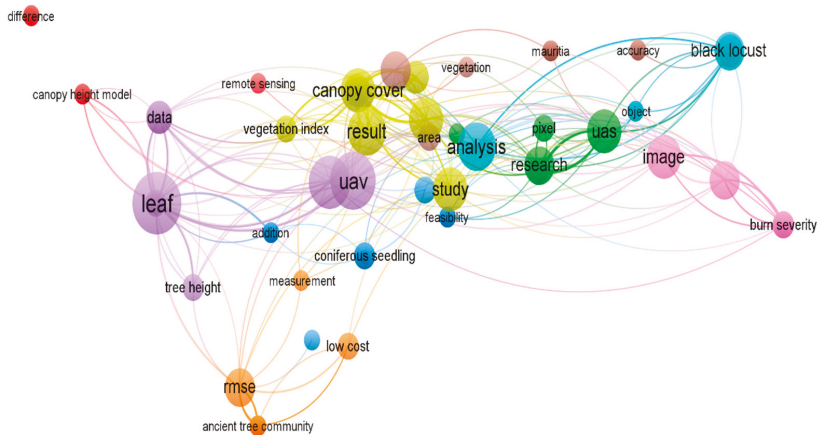 difference
mauritia
accuracy
black locust
vegetation
remote sensing
canopy cover
canopy height model
object
data
vegetation index
result
area
pixel
uas
analysis
research
image
leaf
uav
study
feasibility
burn severity
addition
coniferous seedling
tree height
measurement
low cost
rmse
ancient tree community